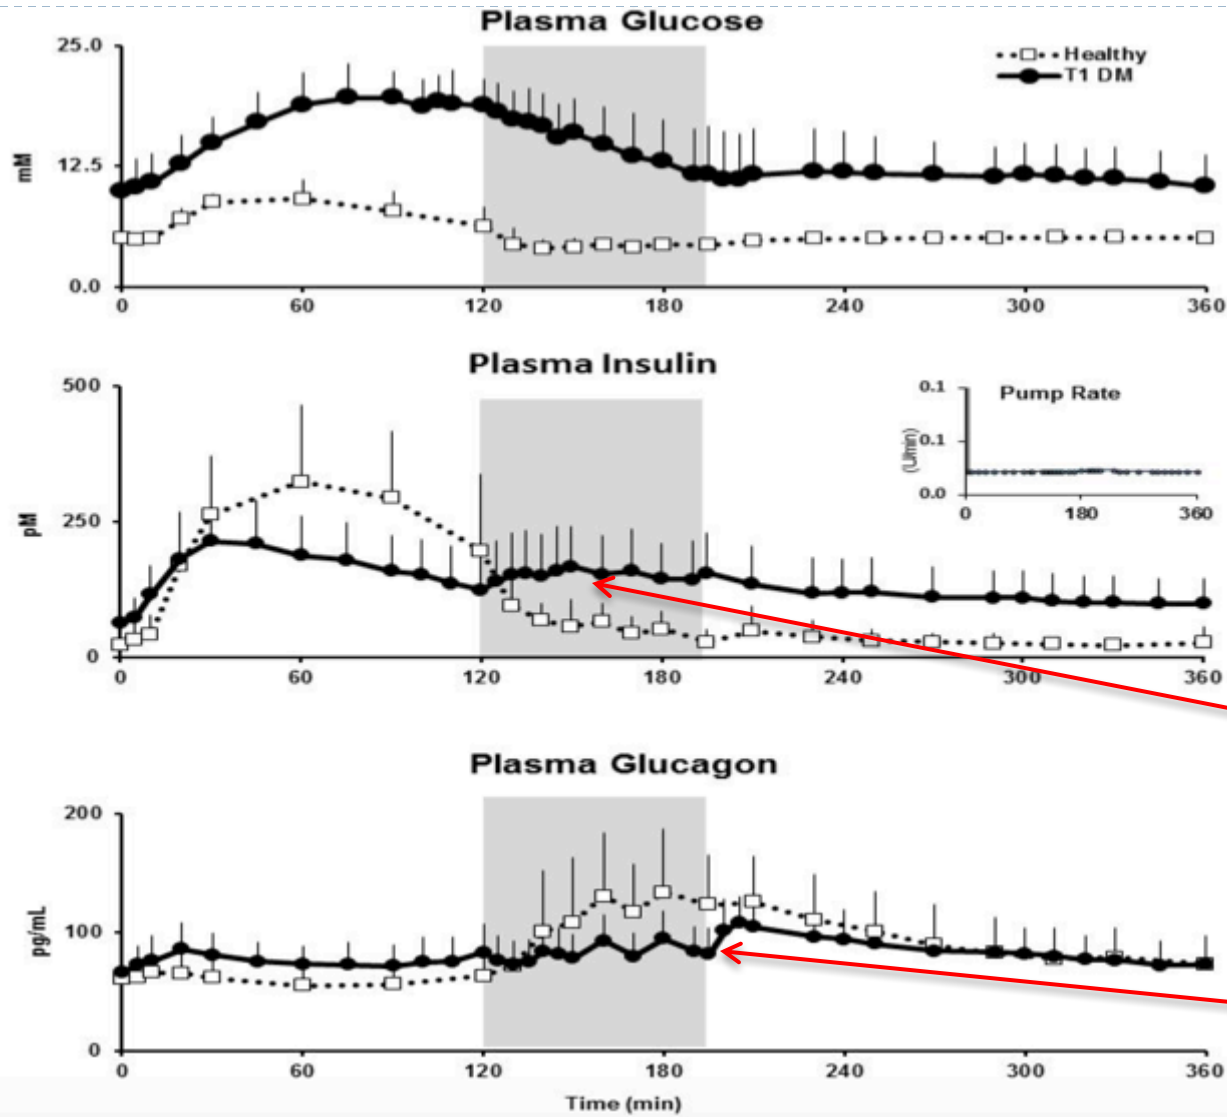 Plasma Glucose
25.0
Healthy
T1 DM
mM
12.5
0.0
0 60 120 180 240 300 360
Plasma Insulin
500
0.1
Pump Rate
(U/min)
0.1
0.0
0 180 360
pM
250
0
0 60 120 180 240 300 360
Plasma Glucagon
200
pg/mL
100
0
0 60 120 180 240 300 360
Time (min)